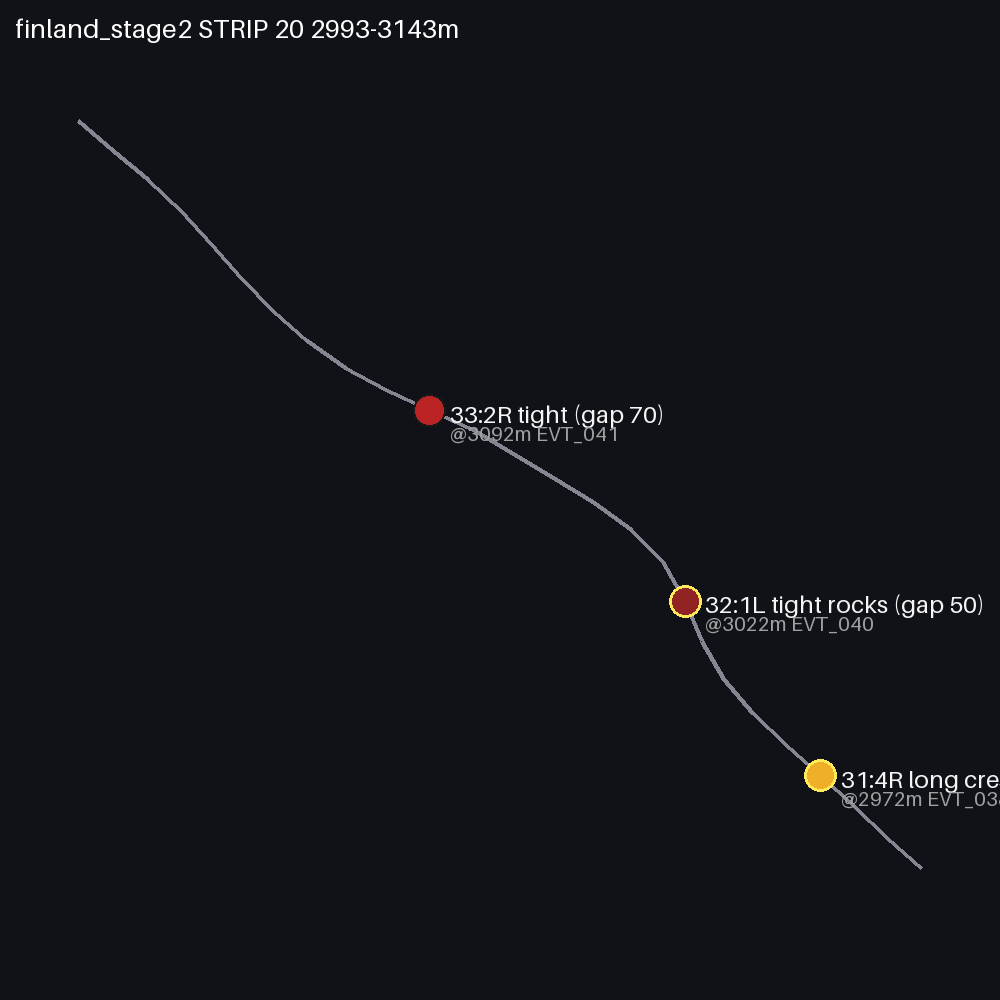 finland_stage2 STRIP 20 2993-3143m
33:2R tight (gap 70)
@3092m EVT_041
32:1L tight rocks (gap 50)
@3022m EVT_040
31:4R long cre
@2972m EVT_03